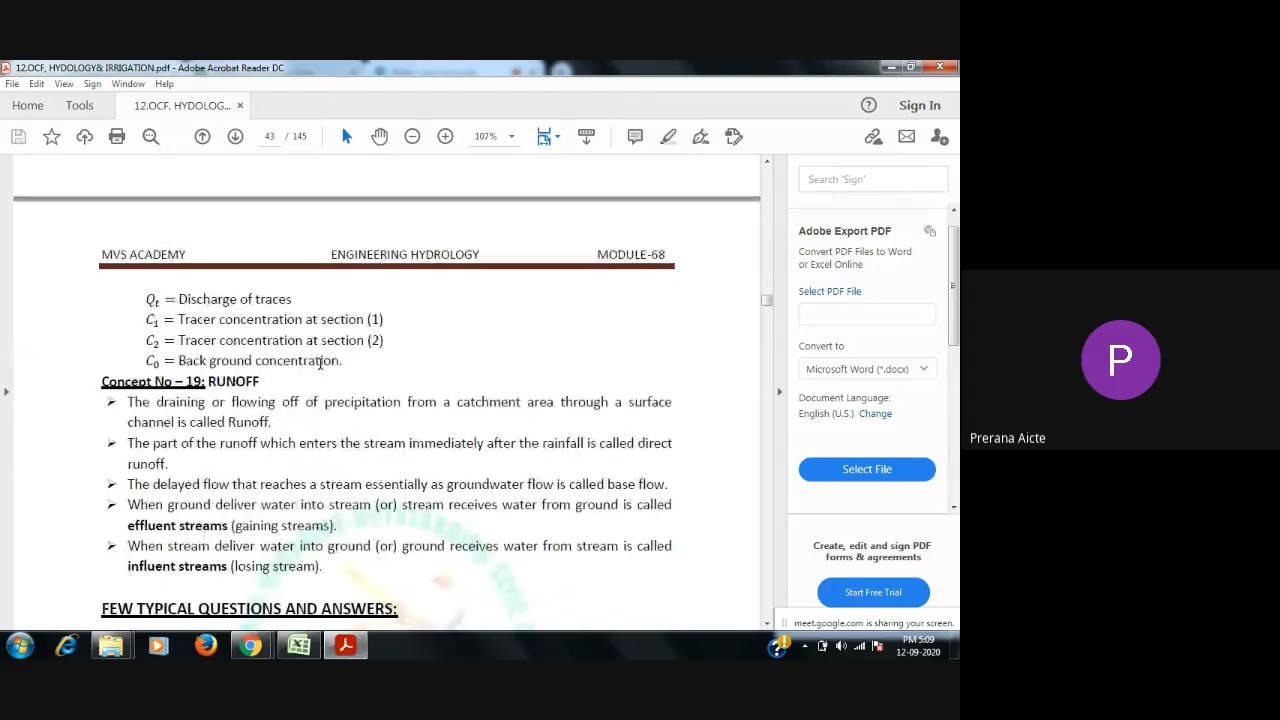 12.OCF, HYDOLOGY& IRRIGATION.pdf - Adobe Acrobat Reader DC
File Edit View Sign Window Help
Home Tools 12.OCF, HYDOLOG... × Sign In
43 / 145 107%
Search 'Sign'
MVS ACADEMY ENGINEERING HYDROLOGY MODULE-68
Qt = Discharge of traces
C1 = Tracer concentration at section (1)
C2 = Tracer concentration at section (2)
C0 = Back ground concentration.
Concept No – 19: RUNOFF
➢ The draining or flowing off of precipitation from a catchment area through a surface
channel is called Runoff.
➢ The part of the runoff which enters the stream immediately after the rainfall is called direct
runoff.
➢ The delayed flow that reaches a stream essentially as groundwater flow is called base flow.
➢ When ground deliver water into stream (or) stream receives water from ground is called
effluent streams (gaining streams).
➢ When stream deliver water into ground (or) ground receives water from stream is called
influent streams (losing stream).
FEW TYPICAL QUESTIONS AND ANSWERS:
Adobe Export PDF
Convert PDF Files to Word
or Excel Online
Select PDF File
Convert to
Microsoft Word (*.docx)
Document Language:
English (U.S.) Change
Select File
Create, edit and sign PDF
forms & agreements
Start Free Trial
meet.google.com is sharing your screen.
PM 5:09
12-09-2020
P
Prerana Aicte